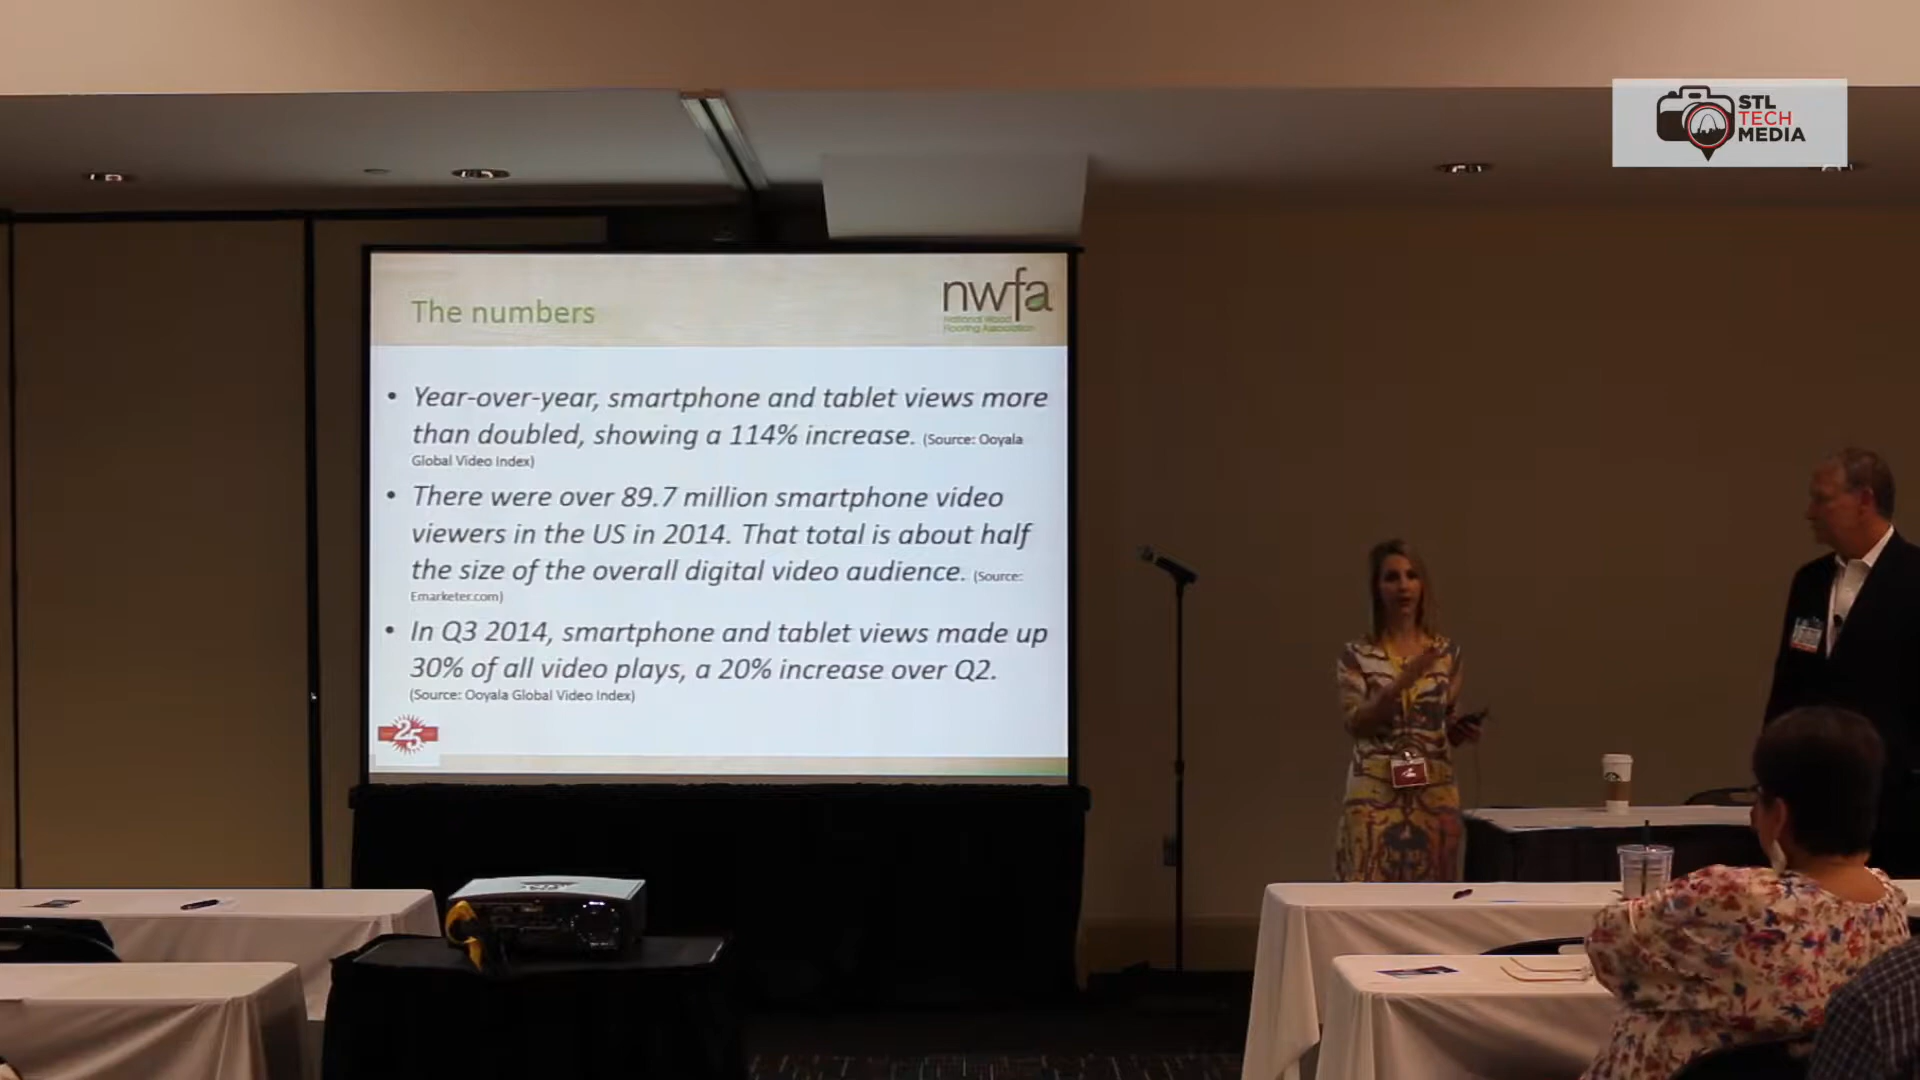 STL
TECH
MEDIA
nwfa
National Wood
Flooring Association
The numbers
• Year-over-year, smartphone and tablet views more
than doubled, showing a 114% increase. (Source: Ooyala
Global Video Index)
• There were over 89.7 million smartphone video
viewers in the US in 2014. That total is about half
the size of the overall digital video audience. (Source:
Emarketer.com)
• In Q3 2014, smartphone and tablet views made up
30% of all video plays, a 20% increase over Q2.
(Source: Ooyala Global Video Index)
25